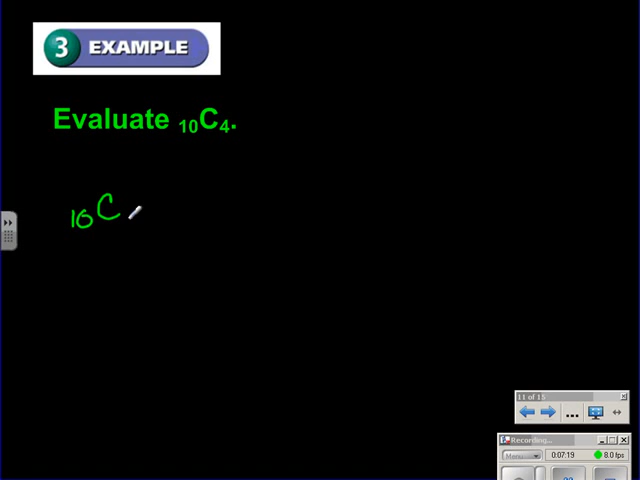 3 EXAMPLE
Evaluate ₁₀C₄.
₁₀C
11 of 15
...
Recording...
Menu
0:07:19
8.0 fps